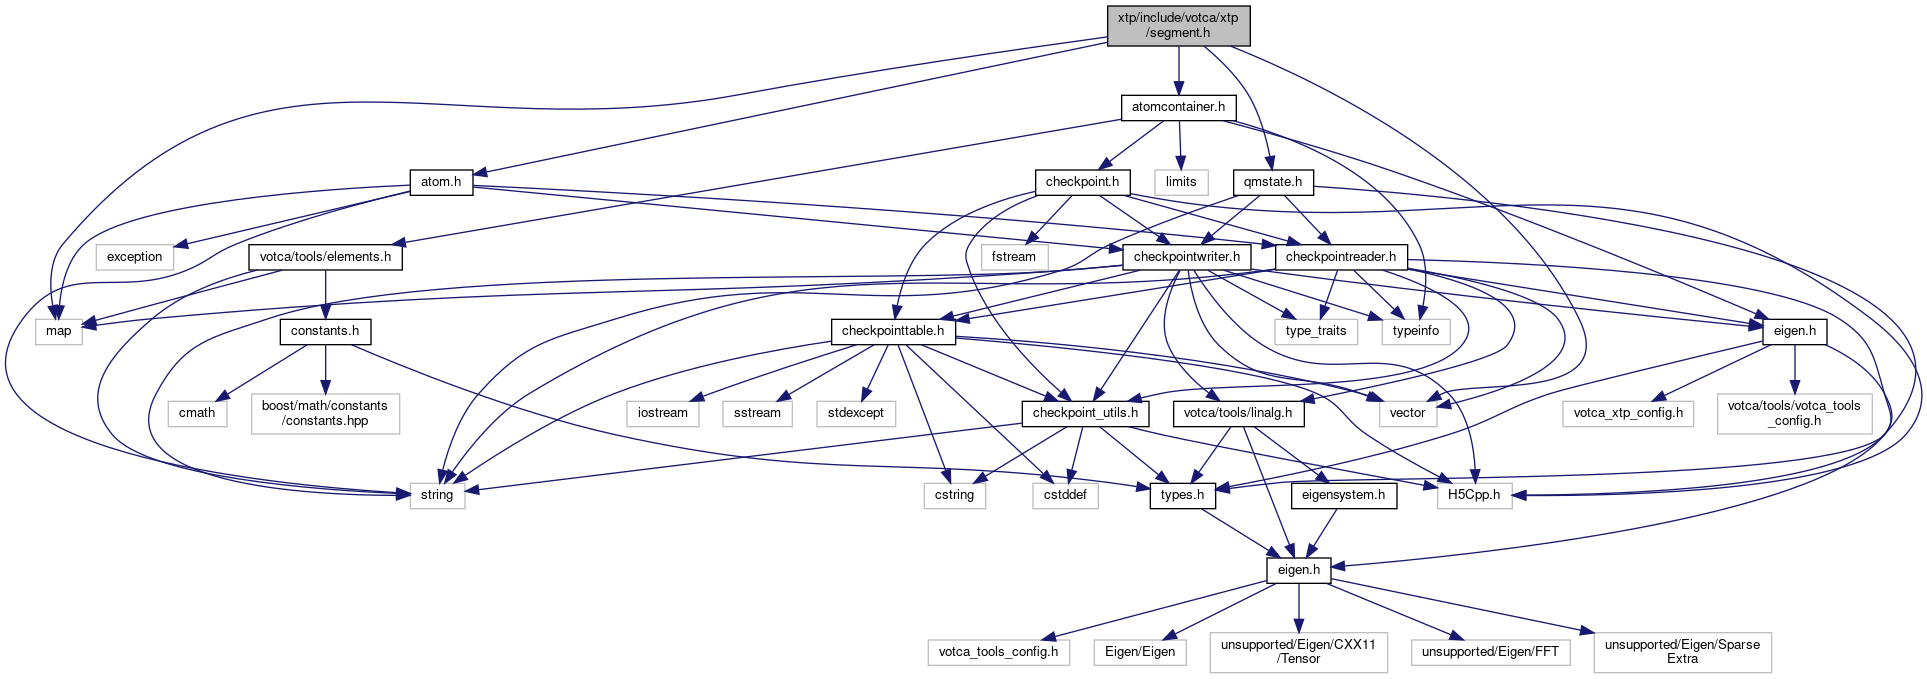 xtp/include/votca/xtp
/segment.h
atomcontainer.h
atom.h
checkpoint.h
limits
qmstate.h
exception
votca/tools/elements.h
fstream
checkpointwriter.h
checkpointreader.h
map
constants.h
checkpointtable.h
type_traits
typeinfo
eigen.h
cmath
boost/math/constants
/constants.hpp
iostream
sstream
stdexcept
checkpoint_utils.h
votca/tools/linalg.h
vector
votca_xtp_config.h
votca/tools/votca_tools
_config.h
string
cstring
cstddef
types.h
eigensystem.h
H5Cpp.h
eigen.h
votca_tools_config.h
Eigen/Eigen
unsupported/Eigen/CXX11
/Tensor
unsupported/Eigen/FFT
unsupported/Eigen/Sparse
Extra